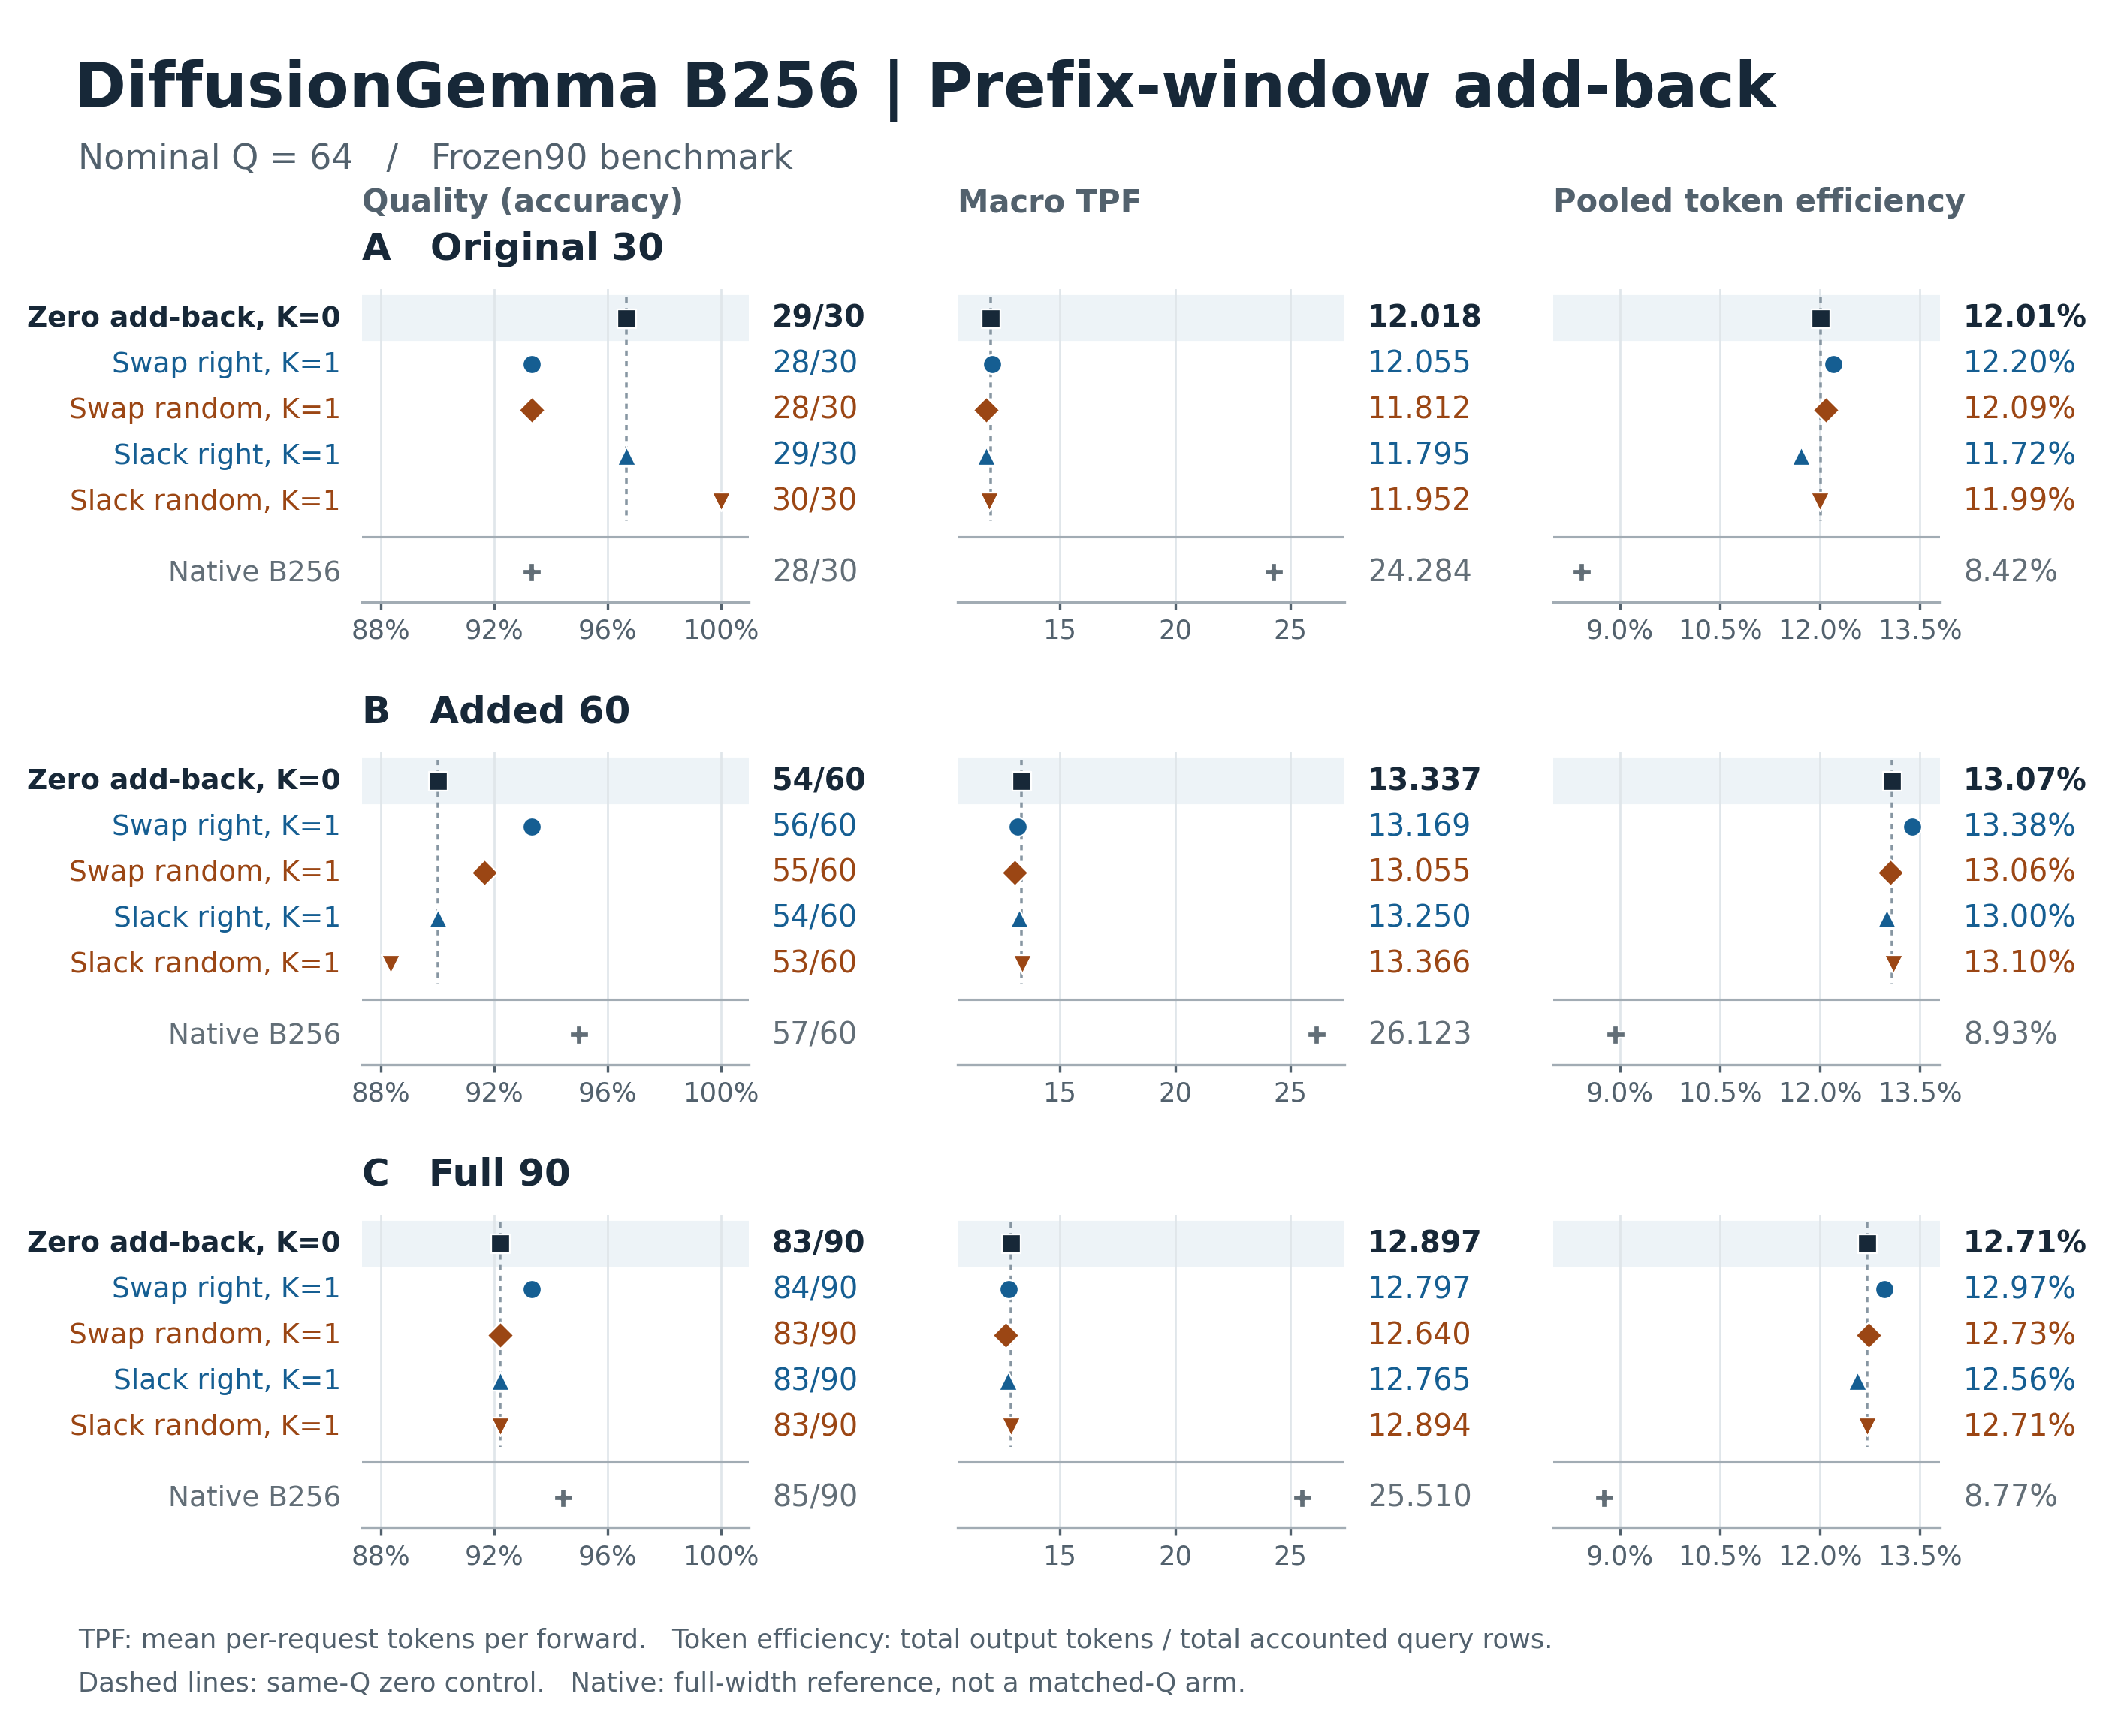 DiffusionGemma B256 | Prefix-window add-back
Nominal Q = 64 / Frozen90 benchmark
Quality (accuracy) Macro TPF Pooled token efficiency
A Original 30
Zero add-back, K=0 29/30 12.018 12.01%
Swap right, K=1 28/30 12.055 12.20%
Swap random, K=1 28/30 11.812 12.09%
Slack right, K=1 29/30 11.795 11.72%
Slack random, K=1 30/30 11.952 11.99%
Native B256 28/30 24.284 8.42%
88% 92% 96% 100% 15 20 25 9.0% 10.5% 12.0% 13.5%
B Added 60
Zero add-back, K=0 54/60 13.337 13.07%
Swap right, K=1 56/60 13.169 13.38%
Swap random, K=1 55/60 13.055 13.06%
Slack right, K=1 54/60 13.250 13.00%
Slack random, K=1 53/60 13.366 13.10%
Native B256 57/60 26.123 8.93%
88% 92% 96% 100% 15 20 25 9.0% 10.5% 12.0% 13.5%
C Full 90
Zero add-back, K=0 83/90 12.897 12.71%
Swap right, K=1 84/90 12.797 12.97%
Swap random, K=1 83/90 12.640 12.73%
Slack right, K=1 83/90 12.765 12.56%
Slack random, K=1 83/90 12.894 12.71%
Native B256 85/90 25.510 8.77%
88% 92% 96% 100% 15 20 25 9.0% 10.5% 12.0% 13.5%
TPF: mean per-request tokens per forward. Token efficiency: total output tokens / total accounted query rows.
Dashed lines: same-Q zero control. Native: full-width reference, not a matched-Q arm.